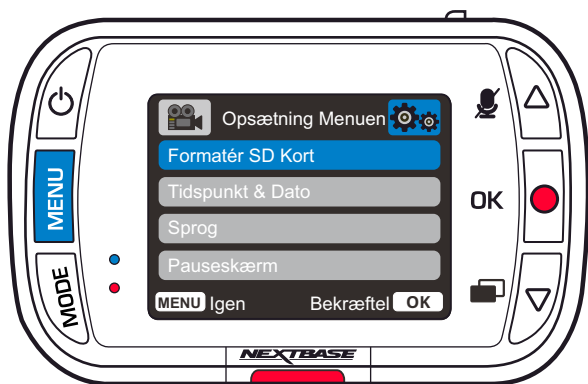 Opsætning Menuen
Formatér SD Kort
Tidspunkt & Dato
Sprog
Pauseskærm
MENU Igen Bekræftel OK
MENU
MODE
OK
NEXTBASE